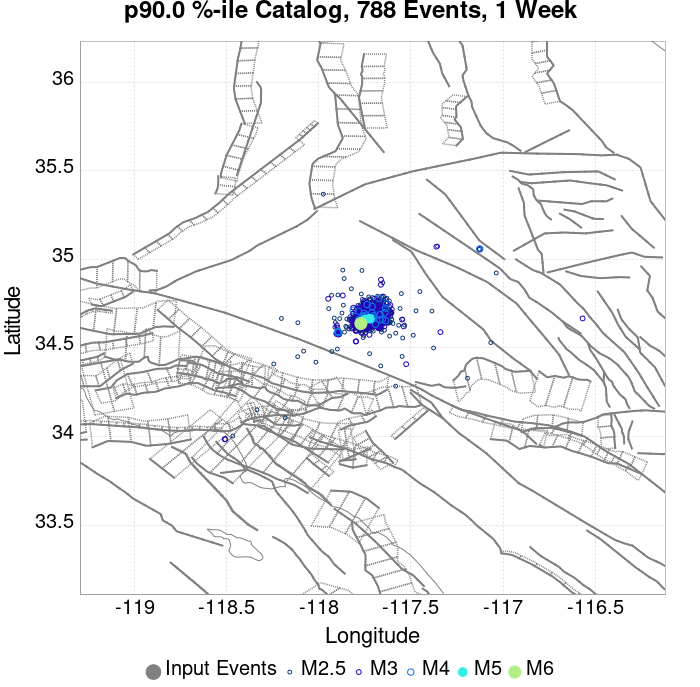 p90.0 %-ile Catalog, 788 Events, 1 Week
36
35.5
35
34.5
34
33.5
Latitude
-119 -118.5 -118 -117.5 -117 -116.5
Longitude
Input Events M2.5 M3 M4 M5 M6